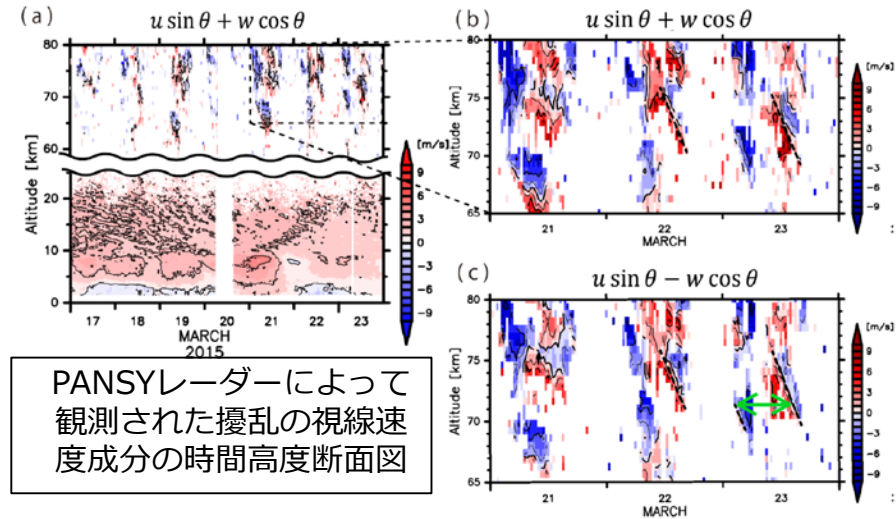 (a)
u sin θ + w cos θ
80
70
60
20
10
0
Altitude [km]
17 18 19 20 21 22 23
MARCH
2015
[m/s]
9
6
3
0
−3
−6
−9
(b)
u sin θ + w cos θ
80
75
70
65
Altitude [km]
21 22 23
MARCH
[m/s]
9
6
3
0
−3
−6
−9
:
(c)
u sin θ − w cos θ
80
75
70
65
Altitude [km]
21 22 23
MARCH
[m/s]
9
6
3
0
−3
−6
−9
:
PANSYレーダーによって
観測された擾乱の視線速
度成分の時間高度断面図